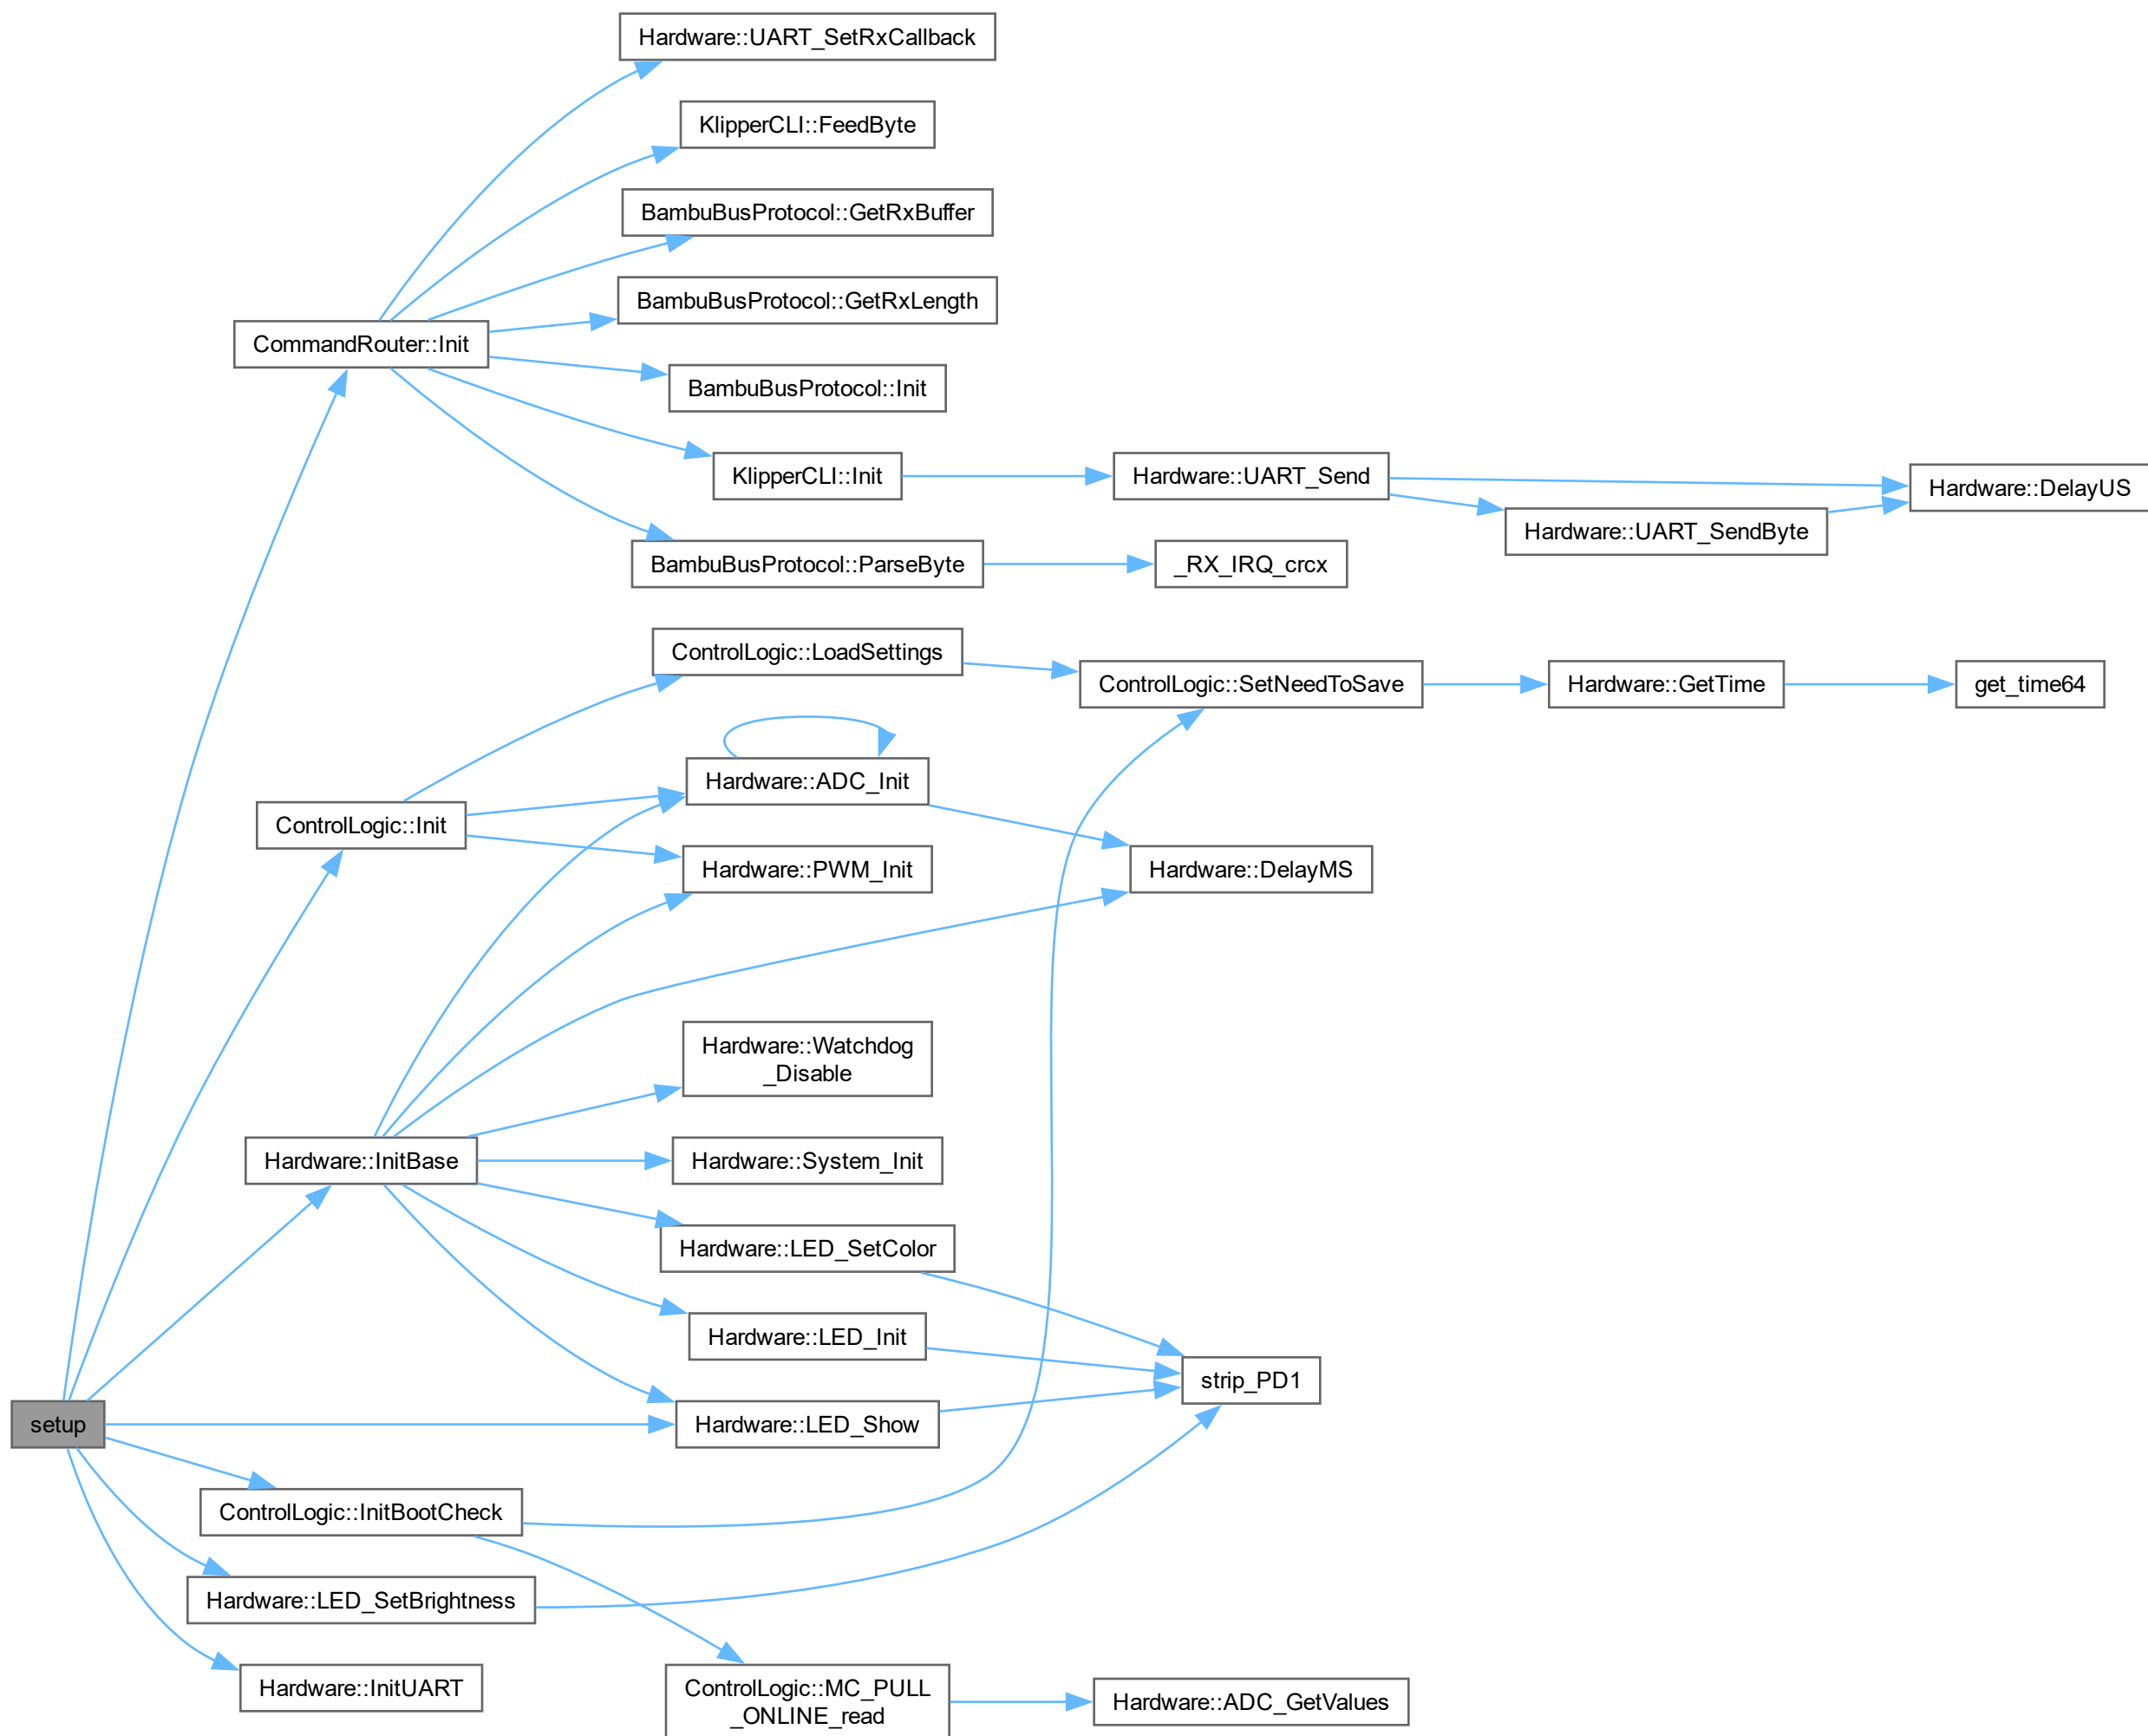 Hardware::UART_SetRxCallback
KlipperCLI::FeedByte
BambuBusProtocol::GetRxBuffer
BambuBusProtocol::GetRxLength
CommandRouter::Init
BambuBusProtocol::Init
KlipperCLI::Init
Hardware::UART_Send
Hardware::DelayUS
Hardware::UART_SendByte
BambuBusProtocol::ParseByte
_RX_IRQ_crcx
ControlLogic::LoadSettings
ControlLogic::SetNeedToSave
Hardware::GetTime
get_time64
Hardware::ADC_Init
ControlLogic::Init
Hardware::PWM_Init
Hardware::DelayMS
Hardware::Watchdog
_Disable
Hardware::InitBase
Hardware::System_Init
Hardware::LED_SetColor
Hardware::LED_Init
strip_PD1
setup
Hardware::LED_Show
ControlLogic::InitBootCheck
Hardware::LED_SetBrightness
Hardware::InitUART
ControlLogic::MC_PULL
_ONLINE_read
Hardware::ADC_GetValues